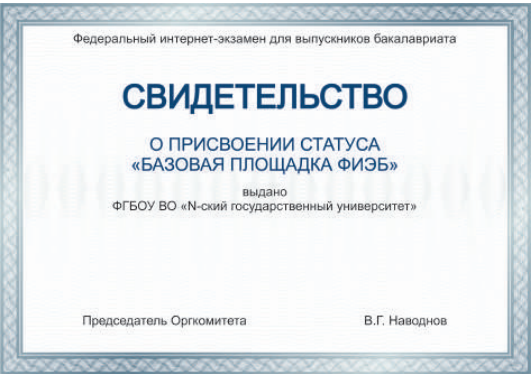 Федеральный интернет-экзамен для выпускников бакалавриата
СВИДЕТЕЛЬСТВО
О ПРИСВОЕНИИ СТАТУСА
«БАЗОВАЯ ПЛОЩАДКА ФИЭБ»
выдано
ФГБОУ ВО «N-ский государственный университет»
Председатель Оргкомитета В.Г. Наводнов